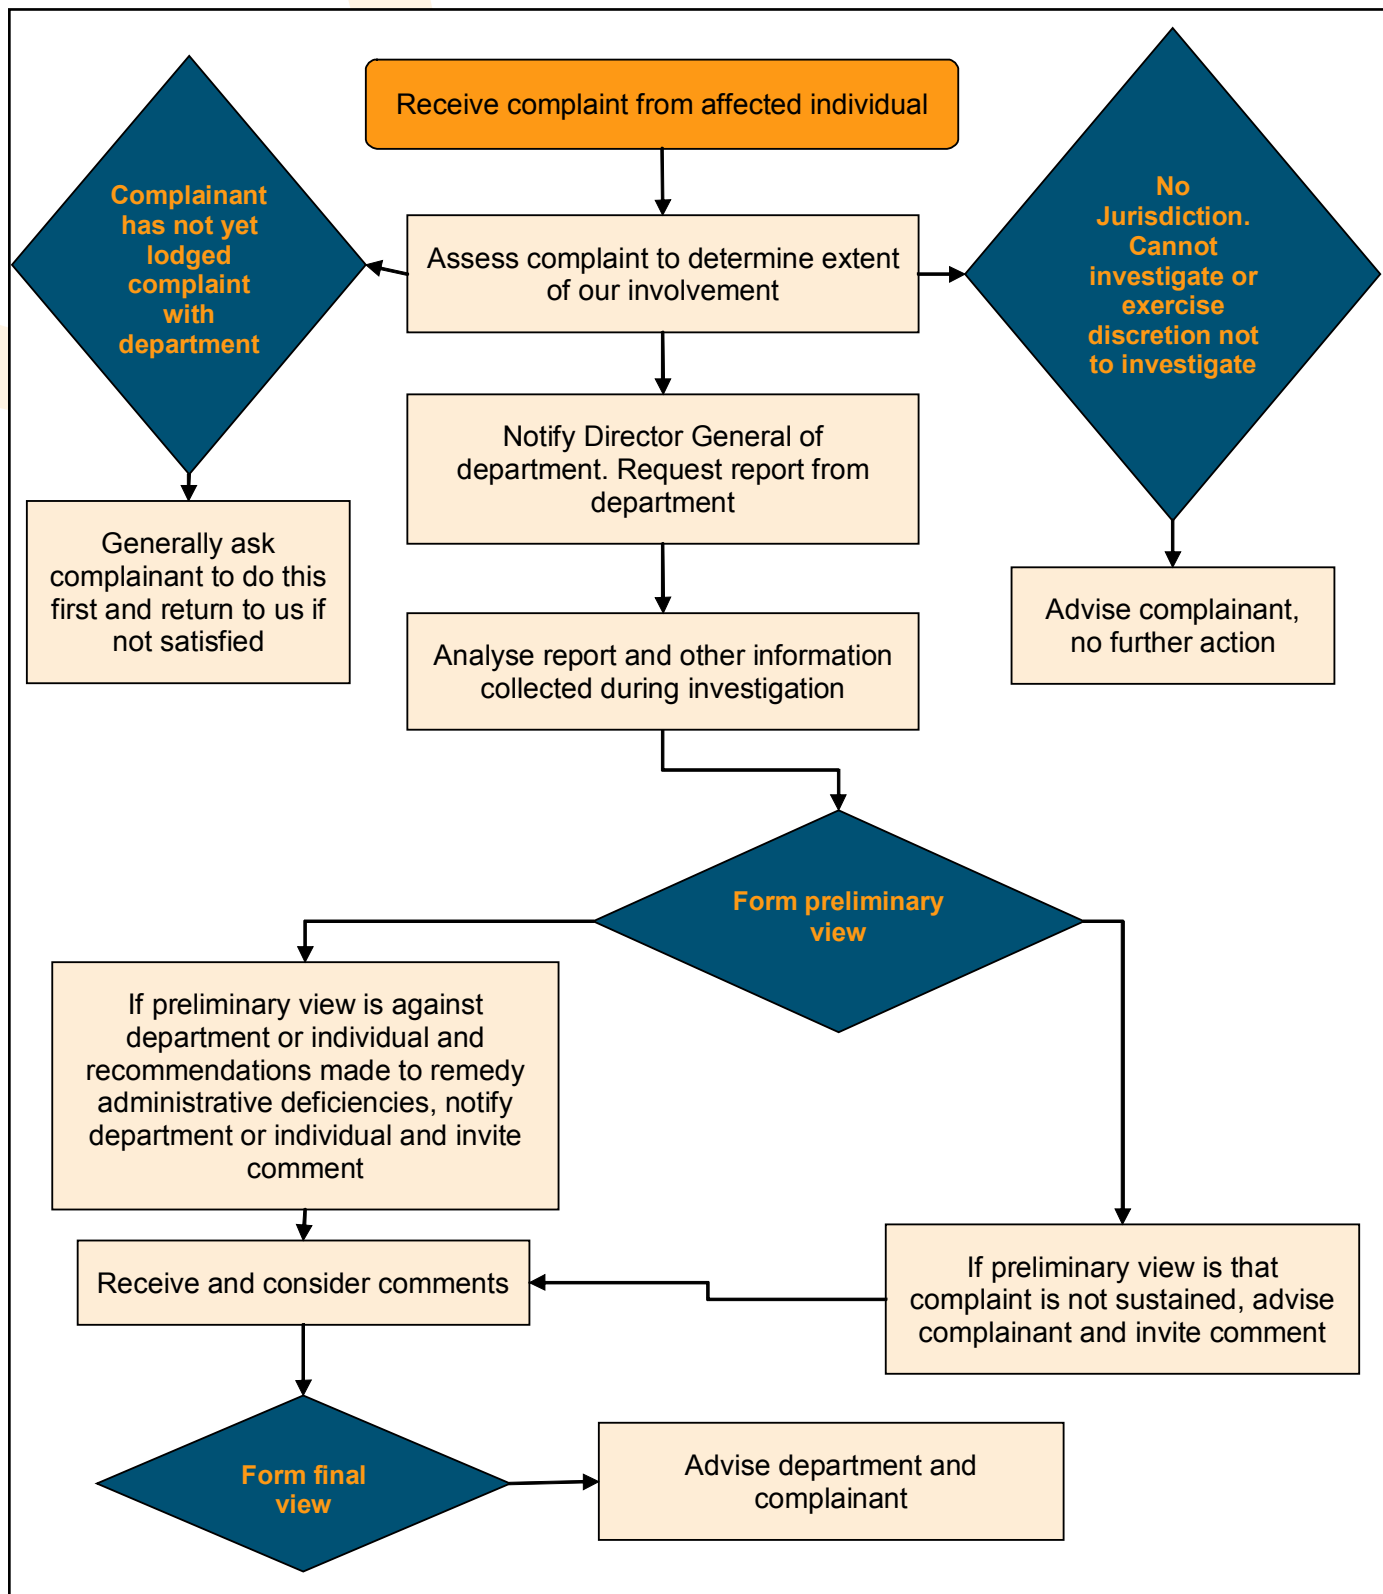 Receive complaint from affected individual
Complainant
has not yet
lodged
complaint
with
department
Assess complaint to determine extent
of our involvement
No
Jurisdiction.
Cannot
investigate or
exercise
discretion not
to investigate
Notify Director General of
department. Request report from
department
Generally ask
complainant to do this
first and return to us if
not satisfied
Advise complainant,
no further action
Analyse report and other information
collected during investigation
Form preliminary
view
If preliminary view is against
department or individual and
recommendations made to remedy
administrative deficiencies, notify
department or individual and invite
comment
Receive and consider comments
If preliminary view is that
complaint is not sustained, advise
complainant and invite comment
Form final
view
Advise department and
complainant